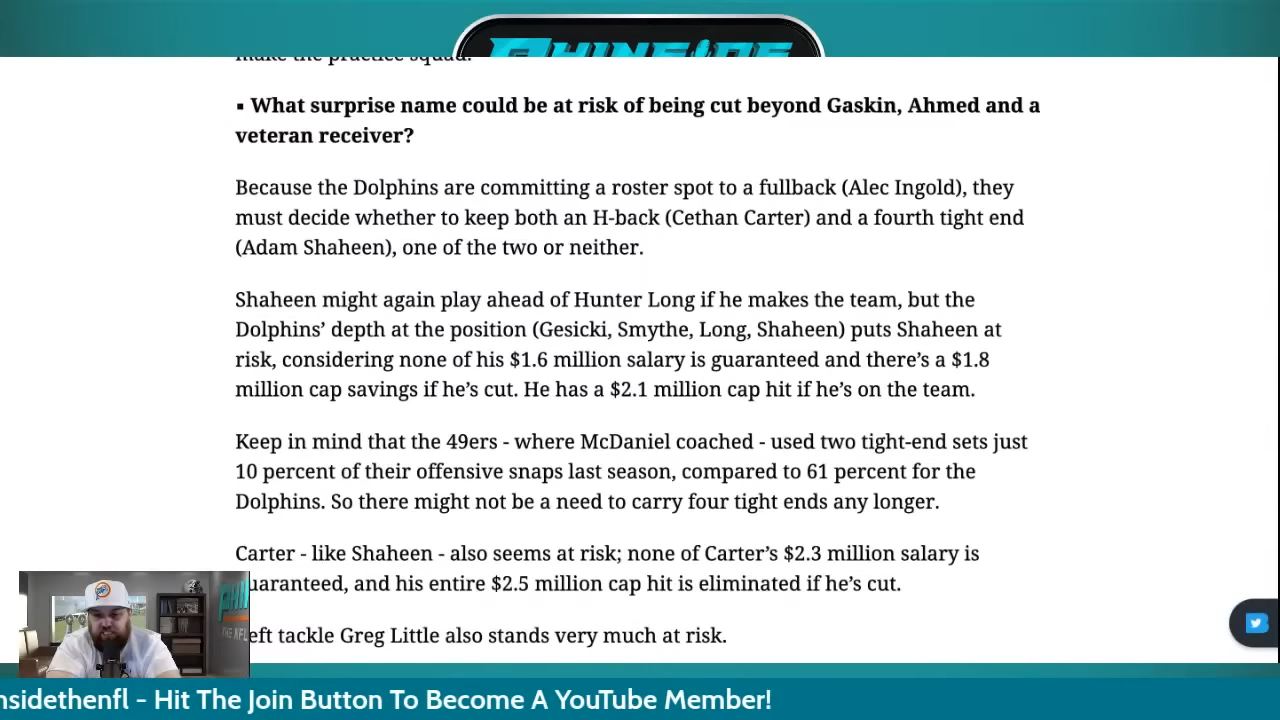 PHINSIDE
make the practice squad.
▪ What surprise name could be at risk of being cut beyond Gaskin, Ahmed and a
veteran receiver?
Because the Dolphins are committing a roster spot to a fullback (Alec Ingold), they
must decide whether to keep both an H-back (Cethan Carter) and a fourth tight end
(Adam Shaheen), one of the two or neither.
Shaheen might again play ahead of Hunter Long if he makes the team, but the
Dolphins’ depth at the position (Gesicki, Smythe, Long, Shaheen) puts Shaheen at
risk, considering none of his $1.6 million salary is guaranteed and there’s a $1.8
million cap savings if he’s cut. He has a $2.1 million cap hit if he’s on the team.
Keep in mind that the 49ers - where McDaniel coached - used two tight-end sets just
10 percent of their offensive snaps last season, compared to 61 percent for the
Dolphins. So there might not be a need to carry four tight ends any longer.
Carter - like Shaheen - also seems at risk; none of Carter’s $2.3 million salary is
uaranteed, and his entire $2.5 million cap hit is eliminated if he’s cut.
eft tackle Greg Little also stands very much at risk.
PHIN
THE NFL
nsidethenfl - Hit The Join Button To Become A YouTube Member!